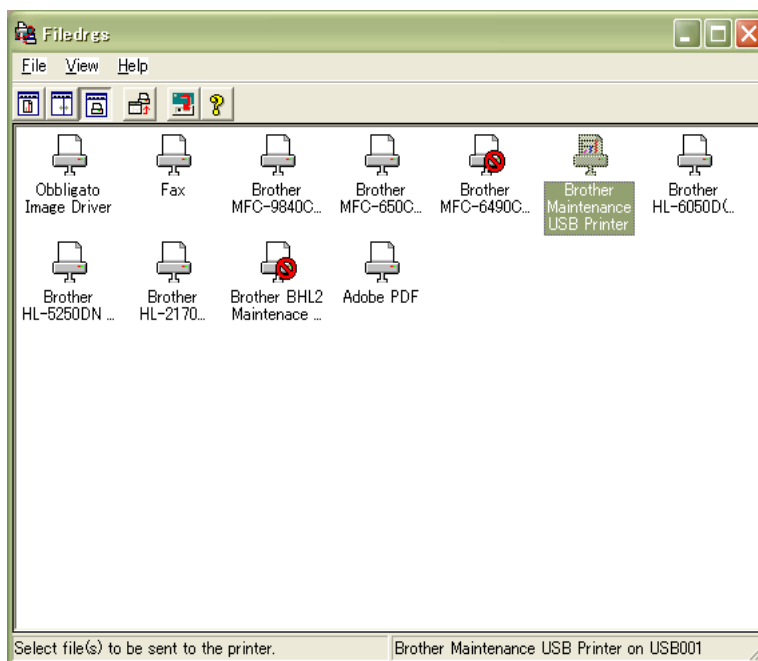 Filedrgs
File View Help
Obbligato
Image Driver
Fax
Brother
MFC-9840C...
Brother
MFC-650C...
Brother
MFC-6490C...
Brother
Maintenance
USB Printer
Brother
HL-6050D(...
Brother
HL-5250DN ...
Brother
HL-2170...
Brother BHL2
Maintenace ...
Adobe PDF
Select file(s) to be sent to the printer.
Brother Maintenance USB Printer on USB001